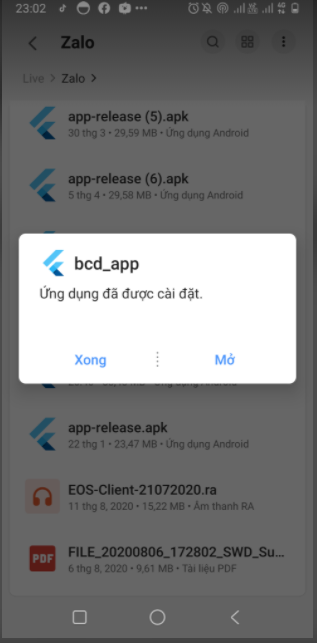 23:02
Zalo
Live > Zalo >
app-release (5).apk
30 thg 3 • 29,59 MB • Ứng dụng Android
app-release (6).apk
5 thg 4 • 29,58 MB • Ứng dụng Android
bcd_app
Ứng dụng đã được cài đặt.
Xong
Mở
app-release.apk
22 thg 1 • 23,47 MB • Ứng dụng Android
EOS-Client-21072020.ra
11 thg 8, 2020 • 15,22 MB • Âm thanh RA
PDF
FILE_20200806_172802_SWD_Su...
6 thg 8, 2020 • 9,61 MB • Tài liệu PDF